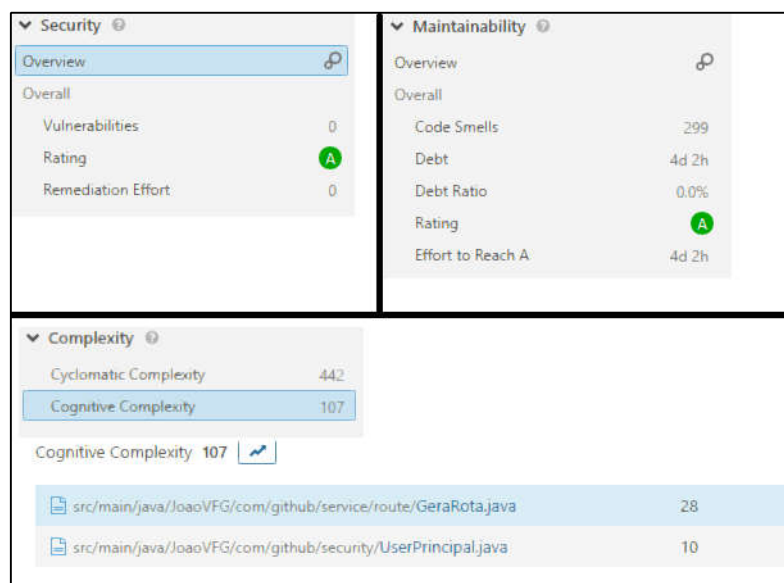 Security
Overview
Overall
Vulnerabilities 0
Rating A
Remediation Effort 0
Maintainability
Overview
Overall
Code Smells 299
Debt 4d 2h
Debt Ratio 0.0%
Rating A
Effort to Reach A 4d 2h
Complexity
Cyclomatic Complexity 442
Cognitive Complexity 107
Cognitive Complexity 107
src/main/java/JoaoVFG/com/github/service/route/GeraRota.java 28
src/main/java/JoaoVFG/com/github/security/UserPrincipal.java 10